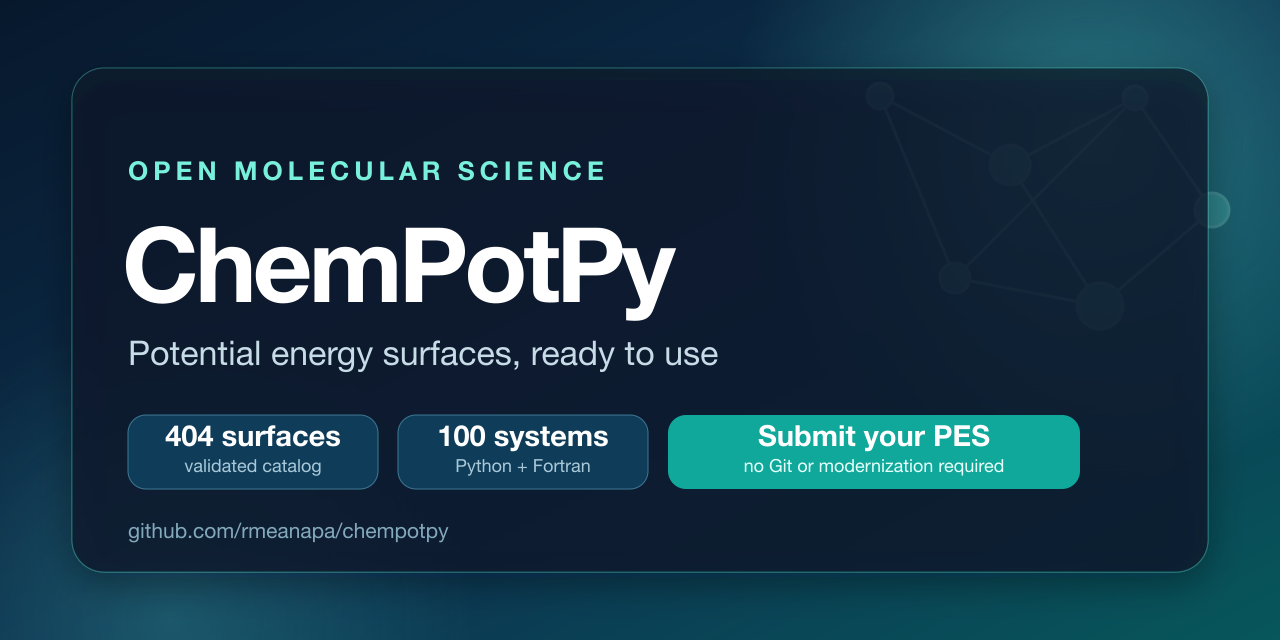 OPEN MOLECULAR SCIENCE
ChemPotPy
Potential energy surfaces, ready to use
404 surfaces
validated catalog
100 systems
Python + Fortran
Submit your PES
no Git or modernization required
github.com/rmeanapa/chempotpy